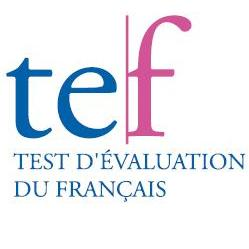 tef
TEST D'ÉVALUATION
DU FRANÇAIS